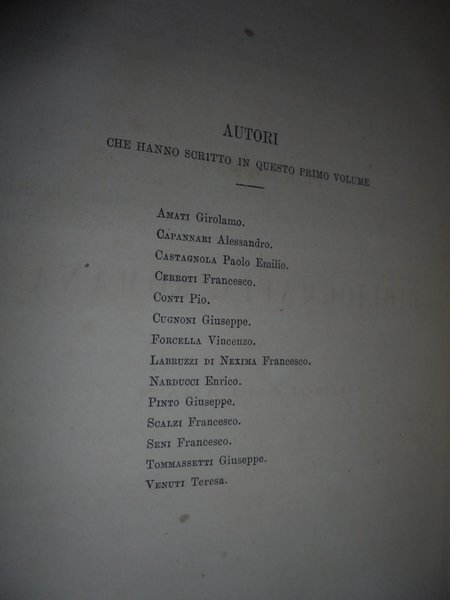 AUTORI
CHE HANNO SCRITTO IN QUESTO PRIMO VOLUME
AMATI Girolamo.
CAPANNARI Alessandro.
CASTAGNOLA Paolo Emilio.
CERROTI Francesco.
CONTI Pio.
CUGNONI Giuseppe.
FORCELLA Vincenzo.
LABRUZZI DI NEXIMA Francesco.
NARDUCCI Enrico.
PINTO Giuseppe.
SCALZI Francesco.
SENI Francesco.
TOMMASSETTI Giuseppe.
VENUTI Teresa.